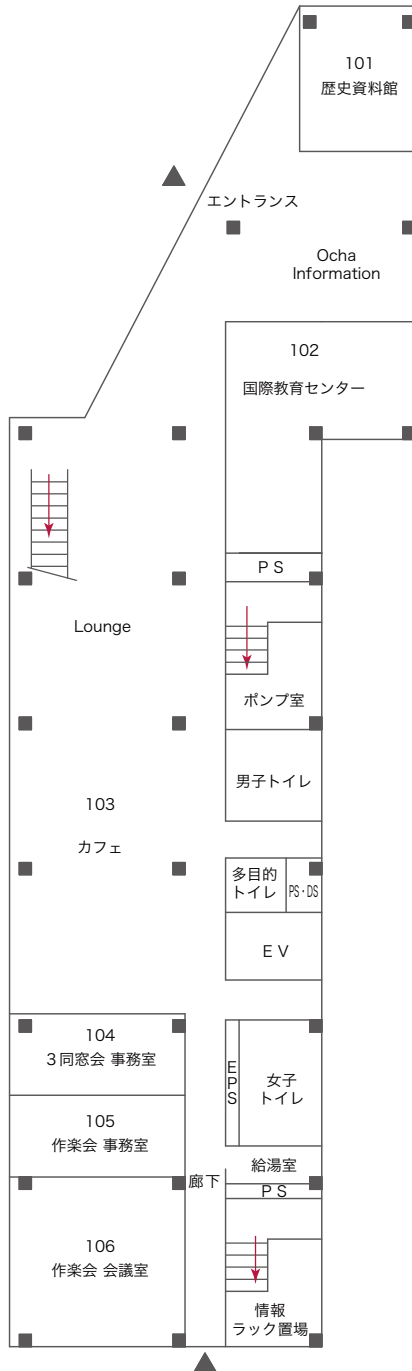 101
歴史資料館
エントランス
Ocha
Information
102
国際教育センター
PS
Lounge
ポンプ室
男子トイレ
103
カフェ
多目的
トイレ
PS・DS
EV
104
3同窓会 事務室
EPS
女子
トイレ
105
作楽会 事務室
給湯室
廊下
PS
106
作楽会 会議室
情報
ラック置場